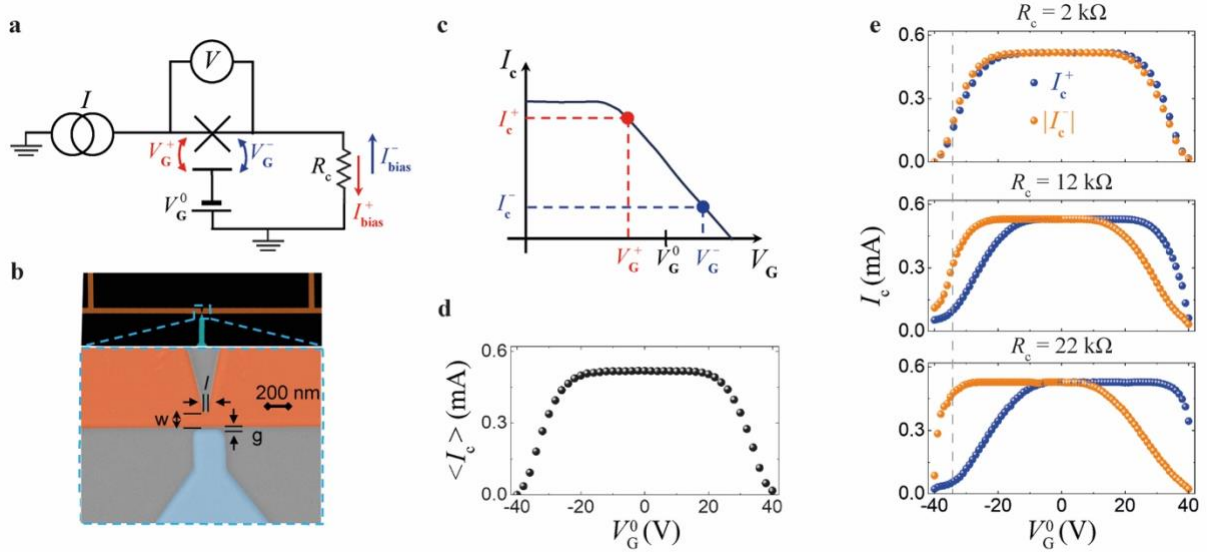 a
V
I
V_G^+
V_G^-
V_G^0
R_c
I_bias^-
I_bias^+
b
l
200 nm
w
g
c
I_c
I_c^+
I_c^-
V_G^+
V_G^0
V_G^-
V_G
d
<I_c> (mA)
0.6
0.3
0.0
-40
-20
0
20
40
V_G^0 (V)
e
R_c = 2 kΩ
I_c^+
|I_c^-|
0.6
0.3
0.0
R_c = 12 kΩ
I_c (mA)
0.6
0.3
0.0
R_c = 22 kΩ
0.6
0.3
0.0
-40
-20
0
20
40
V_G^0 (V)